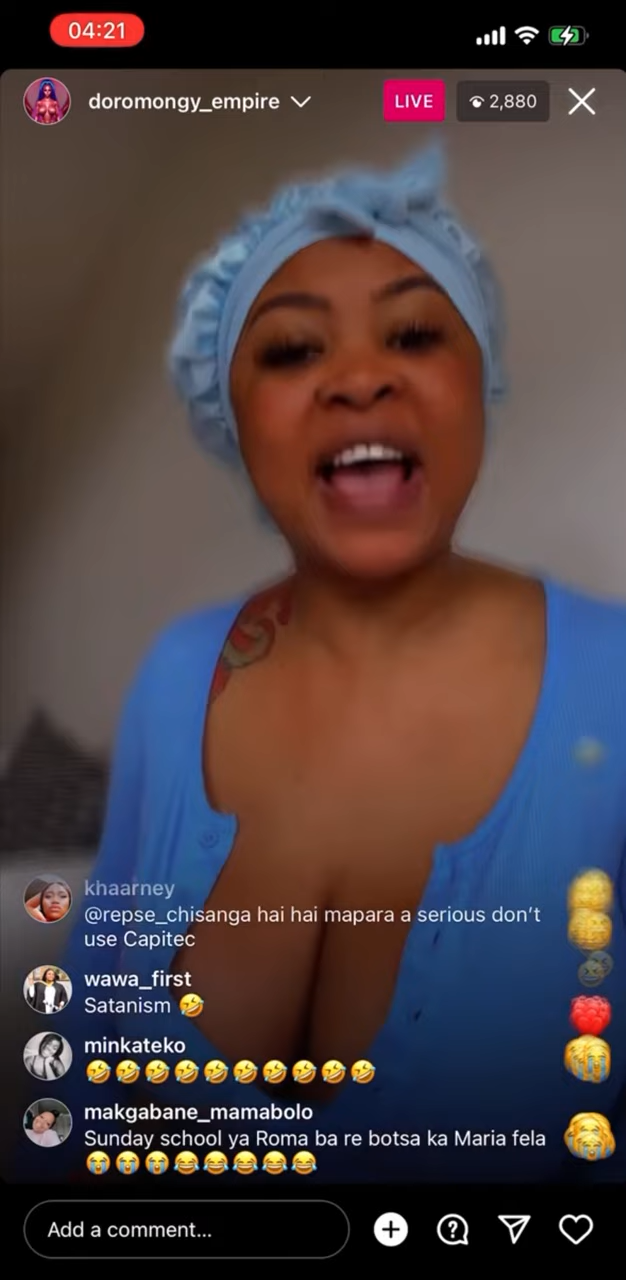 04:21
doromongy_empire
LIVE
2,880
khaarney
@repse_chisanga hai hai mapara a serious don't
use Capitec
wawa_first
Satanism 🤣
minkateko
🤣🤣🤣🤣🤣🤣🤣🤣🤣🤣
makgabane_mamabolo
Sunday school ya Roma ba re botsa ka Maria fela
😭😭😭😂😂😂😂😂
Add a comment...